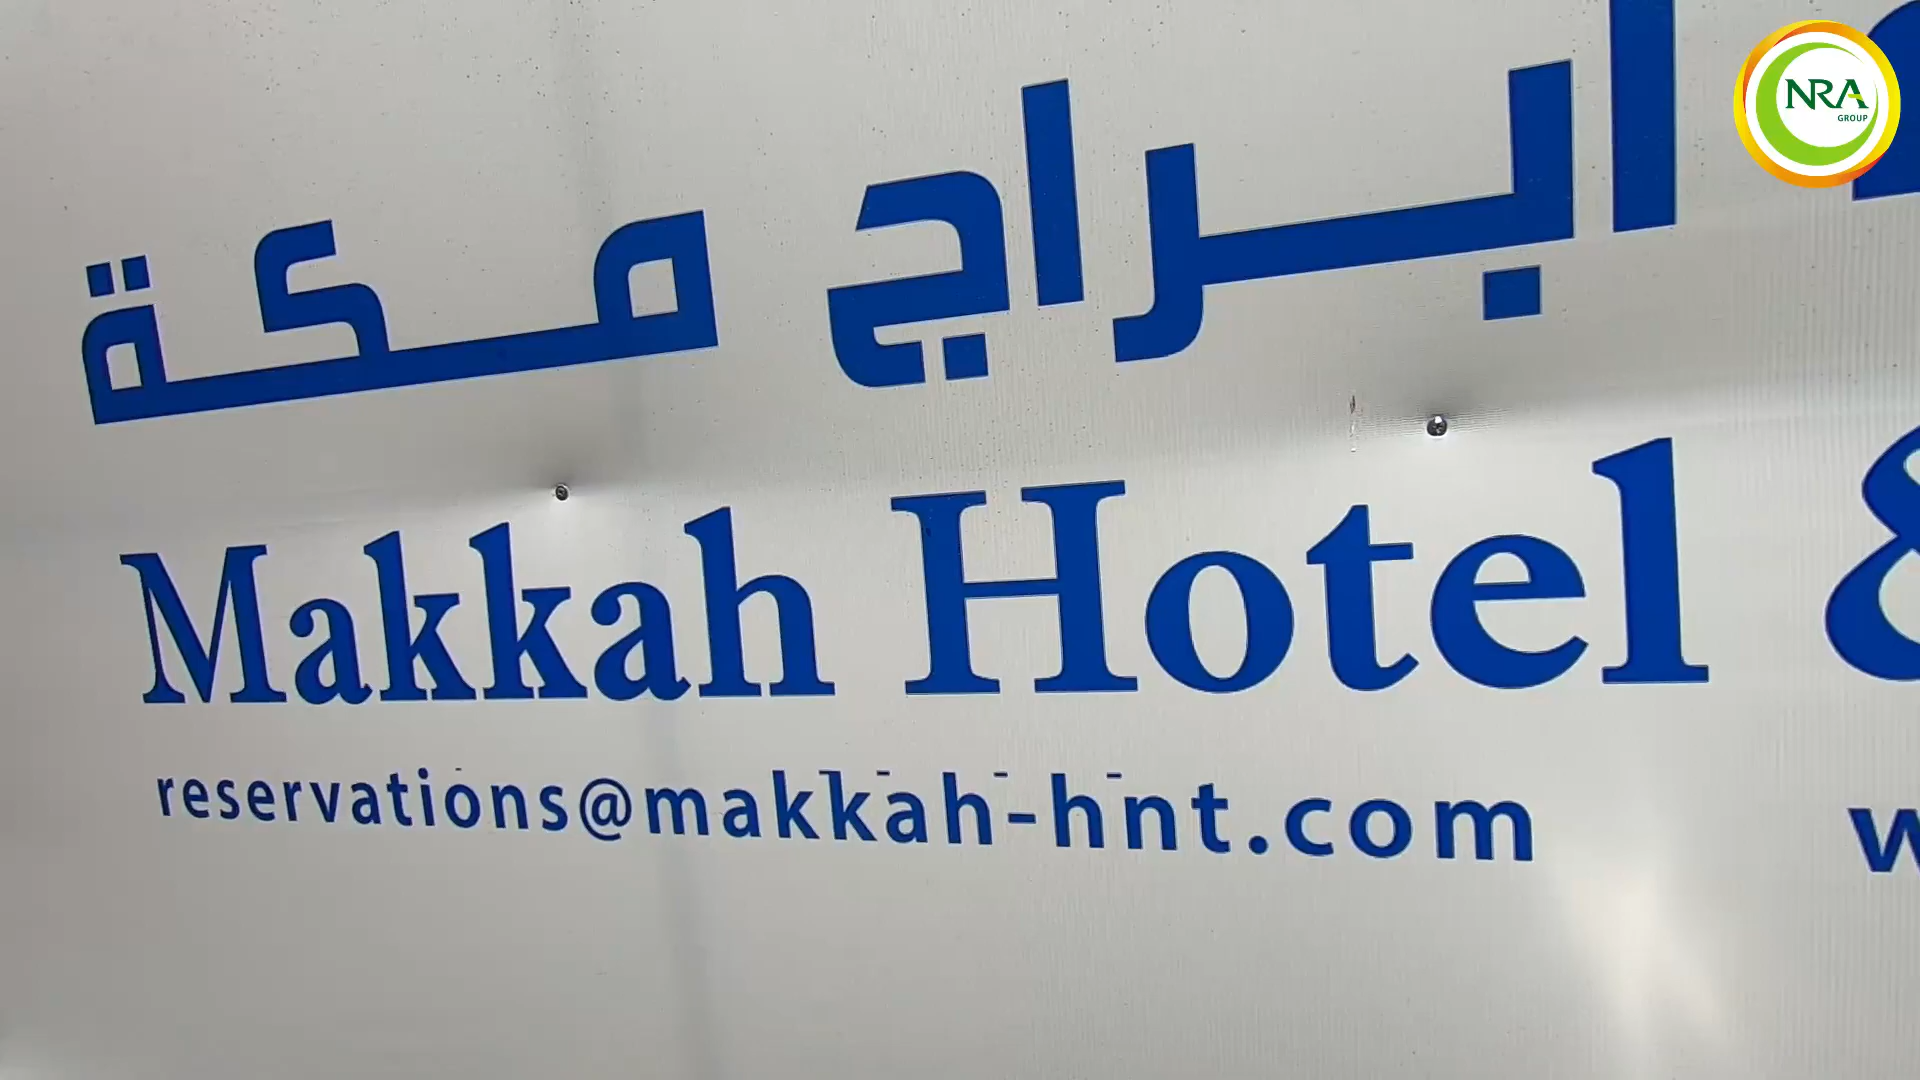 ابراج مكة
Makkah Hotel &
reservations@makkah-hnt.com
NRA
GROUP